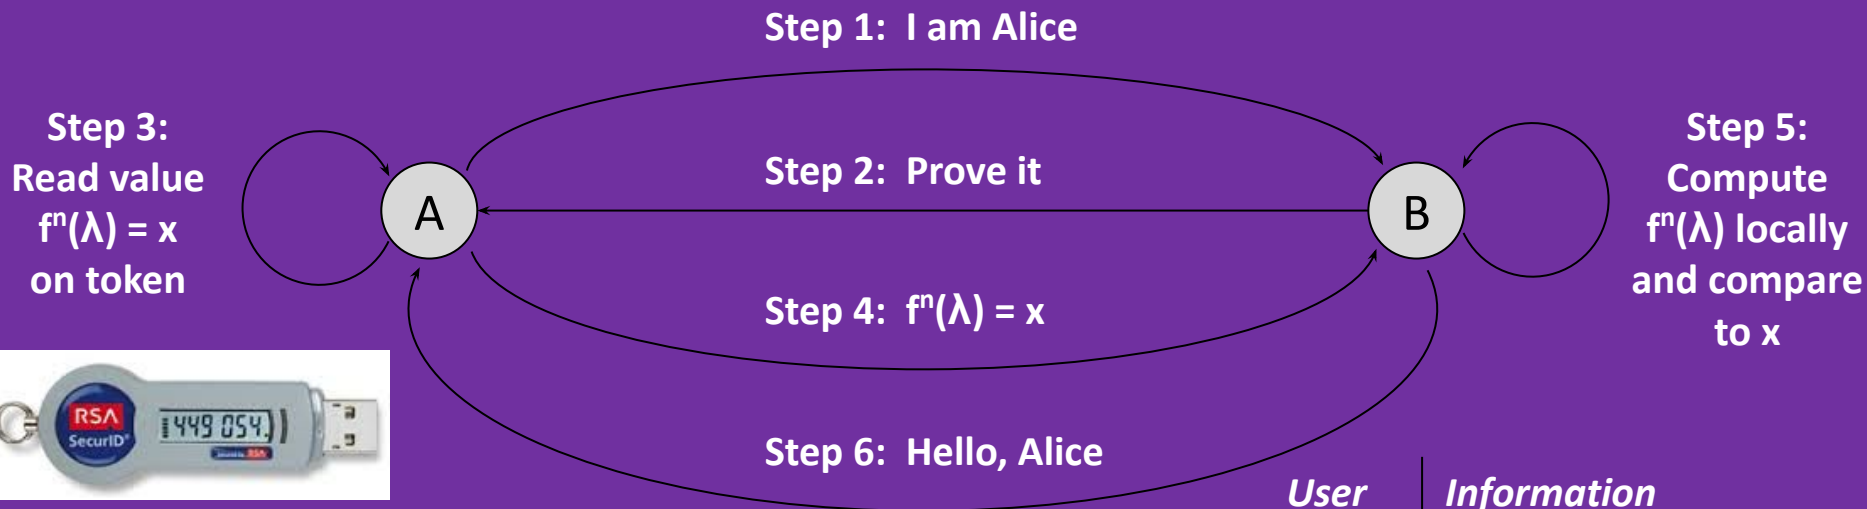 Step 1: I am Alice
Step 3:
Read value
fⁿ(λ) = x
on token
A
Step 2: Prove it
B
Step 5:
Compute
fⁿ(λ) locally
and compare
to x
Step 4: fⁿ(λ) = x
RSA
SecurID®
449 054
Step 6: Hello, Alice
User Information